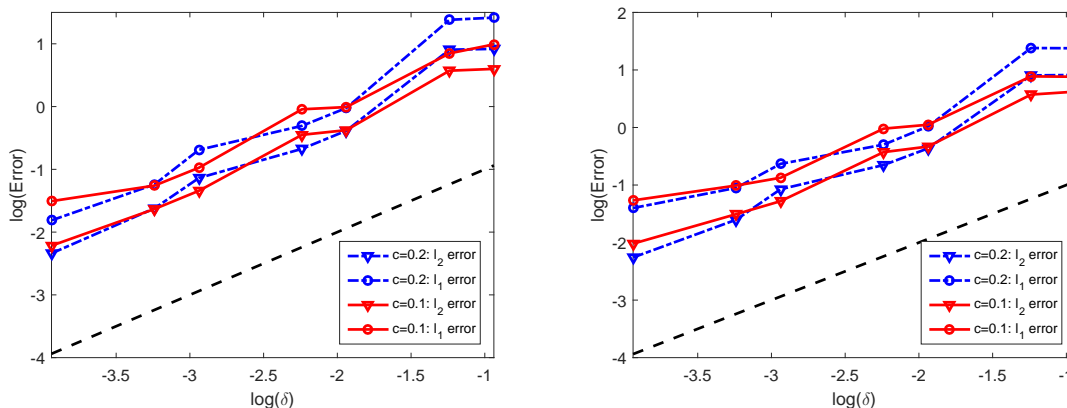 1
0
-1
-2
-3
-4
log(Error)
-3.5
-3
-2.5
-2
-1.5
-1
log(δ)
c=0.2: l2 error
c=0.2: l1 error
c=0.1: l2 error
c=0.1: l1 error
2
1
0
-1
-2
-3
-4
log(Error)
-3.5
-3
-2.5
-2
-1.5
-1
log(δ)
c=0.2: l2 error
c=0.2: l1 error
c=0.1: l2 error
c=0.1: l1 error